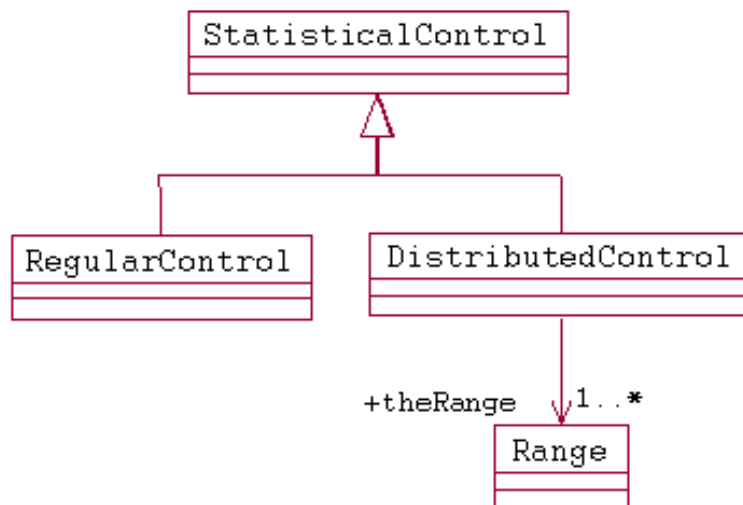 StatisticalControl
RegularControl
DistributedControl
+theRange
1..*
Range